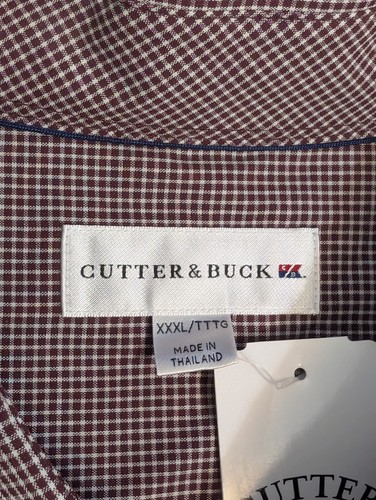 CUTTER & BUCK
XXXL/TTTG
MADE IN
THAILAND
CUTTER